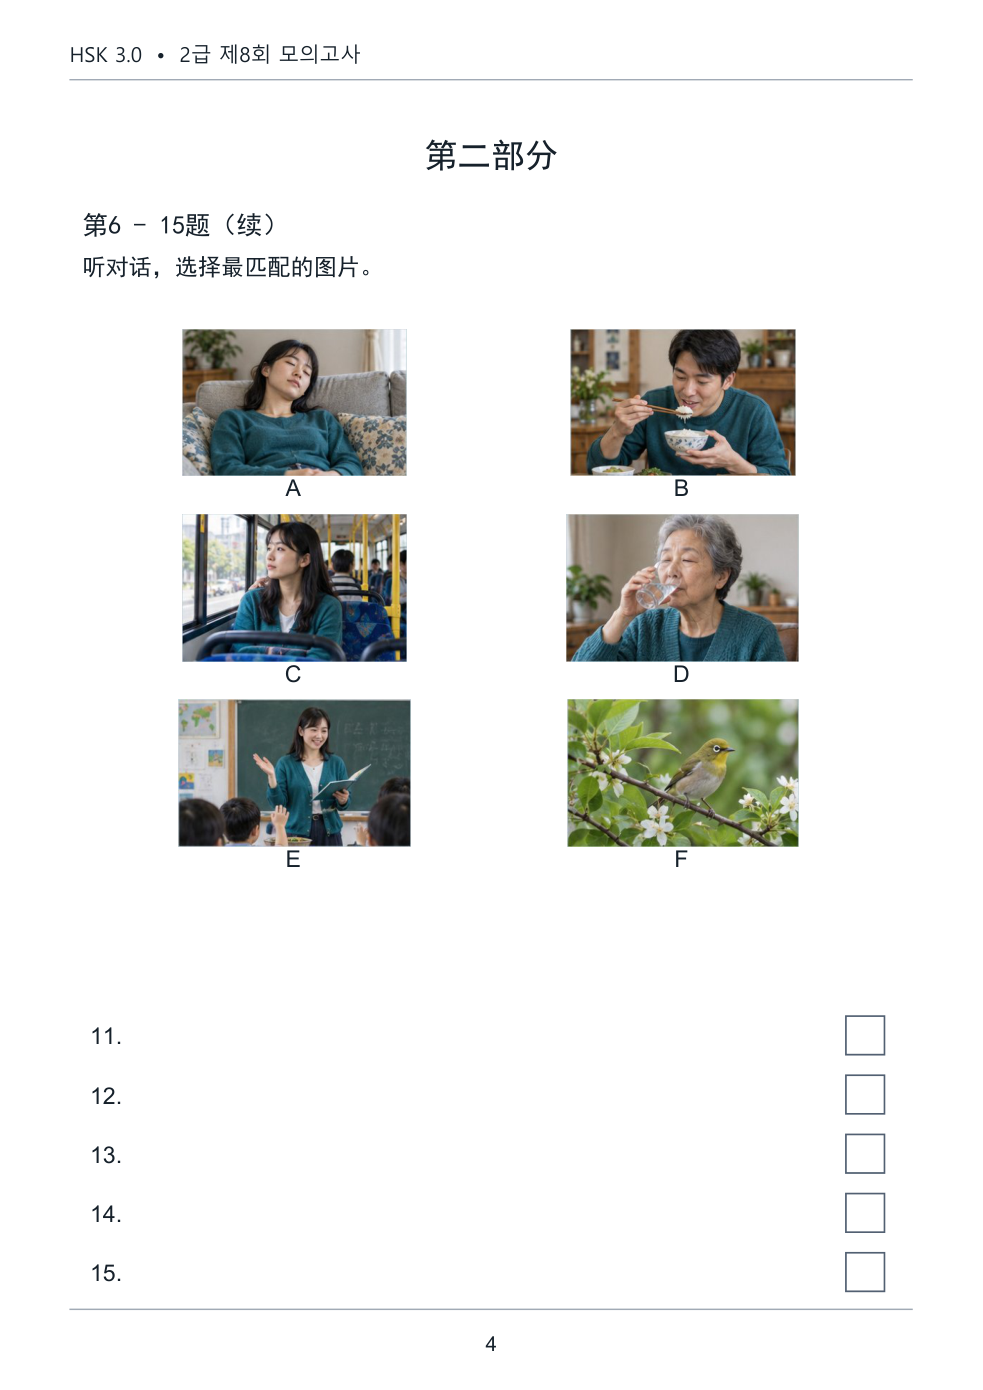 HSK 3.0 • 2급 제8회 모의고사
第二部分
第6 – 15题（续）
听对话，选择最匹配的图片。
A
B
C
D
E
F
11.
12.
13.
14.
15.
4